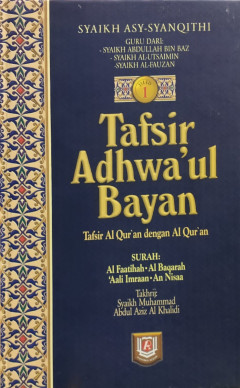 SYAIKH ASY-SYANQITHI
GURU DARI:
- SYAIKH ABDULLAH BIN BAZ
- SYAIKH AL-UTSAIMIN
-SYAIKH AL-FAUZAN
1
Tafsir
Adhwa'ul
Bayan
Tafsir Al Qur'an dengan Al Qur'an
SURAH:
Al Faatihah • Al Baqarah
'Aali Imraan • An Nisaa
Takhrij:
Syaikh Muhammad
Abdul Aziz Al Khalidi